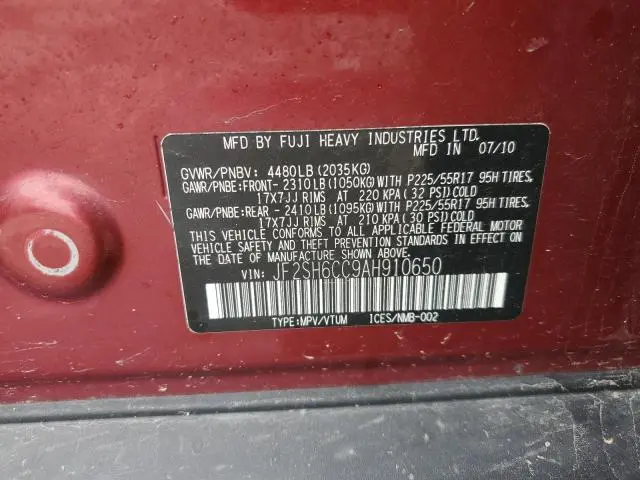 MFD BY FUJI HEAVY INDUSTRIES LTD.
MFD IN 07/10
GVWR/PNBV: 4480LB (2035KG)
GAWR/PNBE:FRONT-2310LB (1050KG)WITH P225/55R17 95H TIRES,
17X7JJ RIMS AT 220 KPA (32 PSI)COLD
GAWR/PNBE:REAR -2410LB (1095KG)WITH P225/55R17 95H TIRES,
17X7JJ RIMS AT 210 KPA (30 PSI)COLD
THIS VEHICLE CONFORMS TO ALL APPLICABLE FEDERAL MOTOR
VEHICLE SAFETY AND THEFT PREVENTION STANDARDS IN EFFECT ON
THE DATE OF MANUFACTURE SHOWN ABOVE.
VIN: JF2SH6CC9AH910650
TYPE:MPV/VTUM ICES/NMB-002